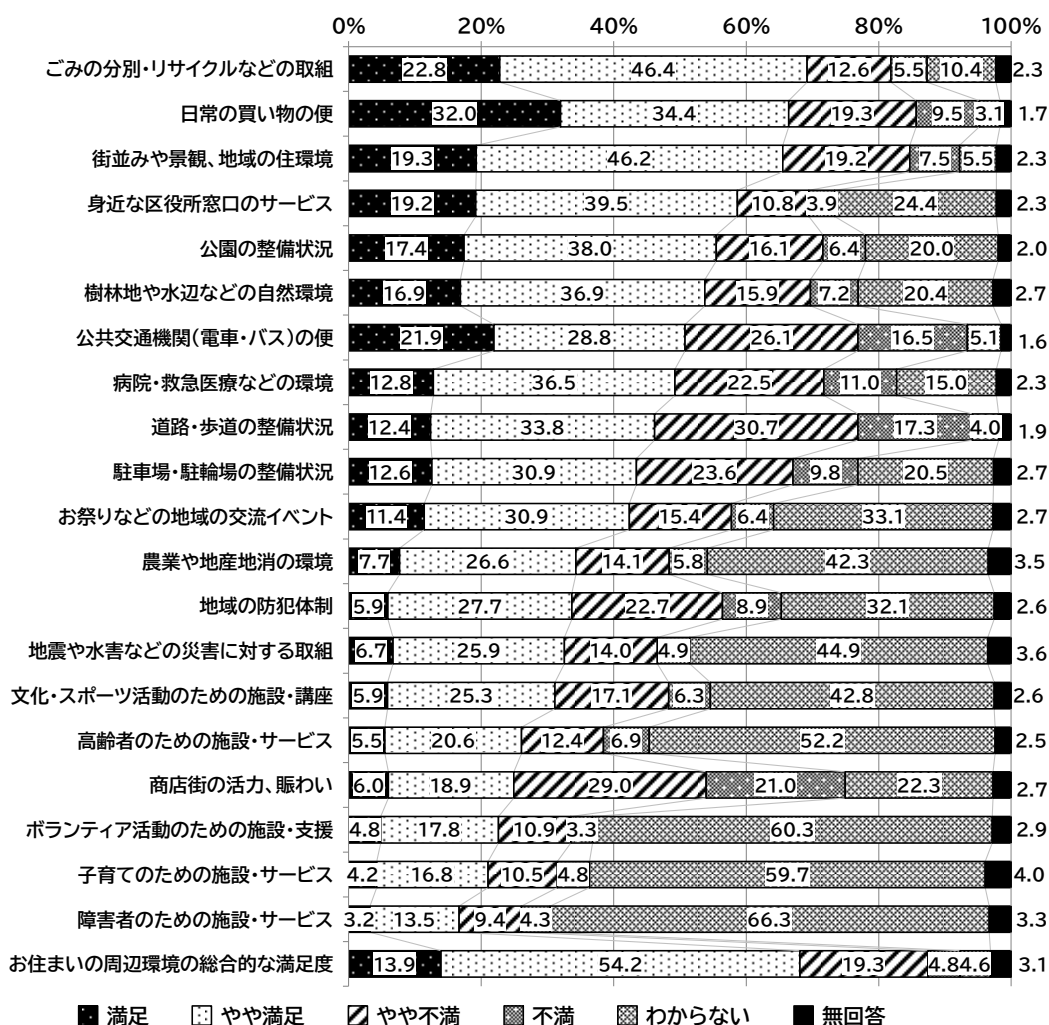 0% 20% 40% 60% 80% 100%
ごみの分別・リサイクルなどの取組 22.8 46.4 12.6 5.5 10.4 2.3
日常の買い物の便 32.0 34.4 19.3 9.5 3.1 1.7
街並みや景観、地域の住環境 19.3 46.2 19.2 7.5 5.5 2.3
身近な区役所窓口のサービス 19.2 39.5 10.8 3.9 24.4 2.3
公園の整備状況 17.4 38.0 16.1 6.4 20.0 2.0
樹林地や水辺などの自然環境 16.9 36.9 15.9 7.2 20.4 2.7
公共交通機関(電車・バス)の便 21.9 28.8 26.1 16.5 5.1 1.6
病院・救急医療などの環境 12.8 36.5 22.5 11.0 15.0 2.3
道路・歩道の整備状況 12.4 33.8 30.7 17.3 4.0 1.9
駐車場・駐輪場の整備状況 12.6 30.9 23.6 9.8 20.5 2.7
お祭りなどの地域の交流イベント 11.4 30.9 15.4 6.4 33.1 2.7
農業や地産地消の環境 7.7 26.6 14.1 5.8 42.3 3.5
地域の防犯体制 5.9 27.7 22.7 8.9 32.1 2.6
地震や水害などの災害に対する取組 6.7 25.9 14.0 4.9 44.9 3.6
文化・スポーツ活動のための施設・講座 5.9 25.3 17.1 6.3 42.8 2.6
高齢者のための施設・サービス 5.5 20.6 12.4 6.9 52.2 2.5
商店街の活力、賑わい 6.0 18.9 29.0 21.0 22.3 2.7
ボランティア活動のための施設・支援 4.8 17.8 10.9 3.3 60.3 2.9
子育てのための施設・サービス 4.2 16.8 10.5 4.8 59.7 4.0
障害者のための施設・サービス 3.2 13.5 9.4 4.3 66.3 3.3
お住まいの周辺環境の総合的な満足度 13.9 54.2 19.3 4.8 4.6 3.1
満足 やや満足 やや不満 不満 わからない 無回答